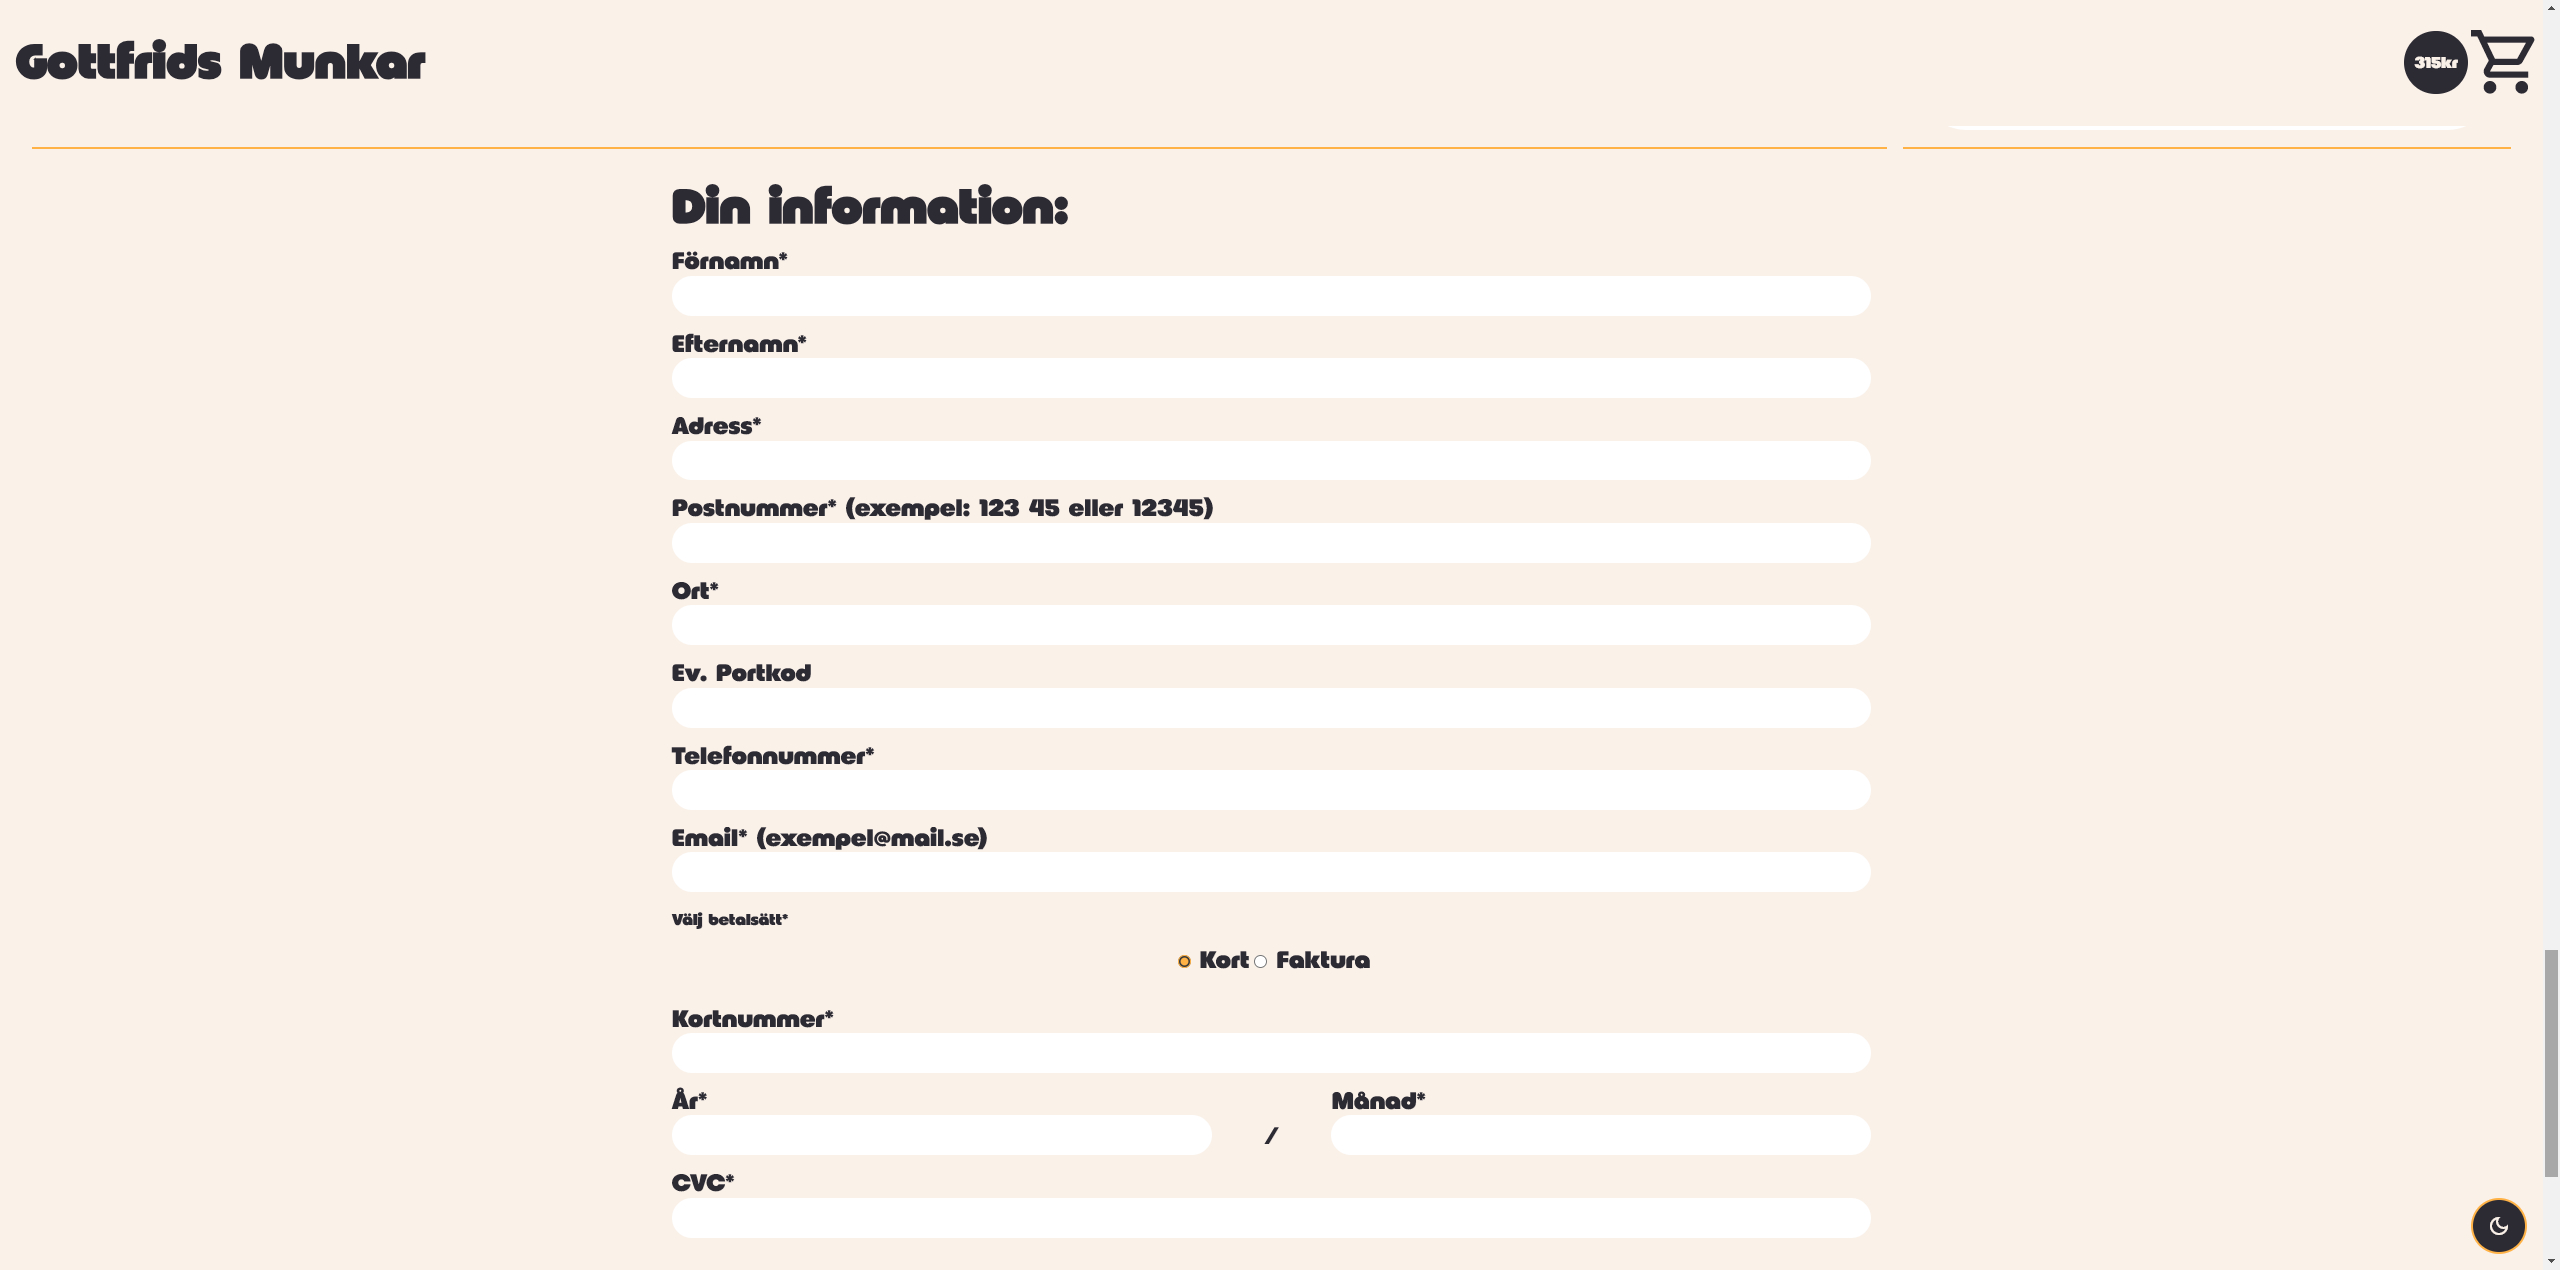 Gottfrids Munkar
315kr
Din information:
Förnamn*
Efternamn*
Adress*
Postnummer* (exempel: 123 45 eller 12345)
Ort*
Ev. Portkod
Telefonnummer*
Email* (exempel@mail.se)
Välj betalsätt*
Kort Faktura
Kortnummer*
År* / Månad*
CVC*